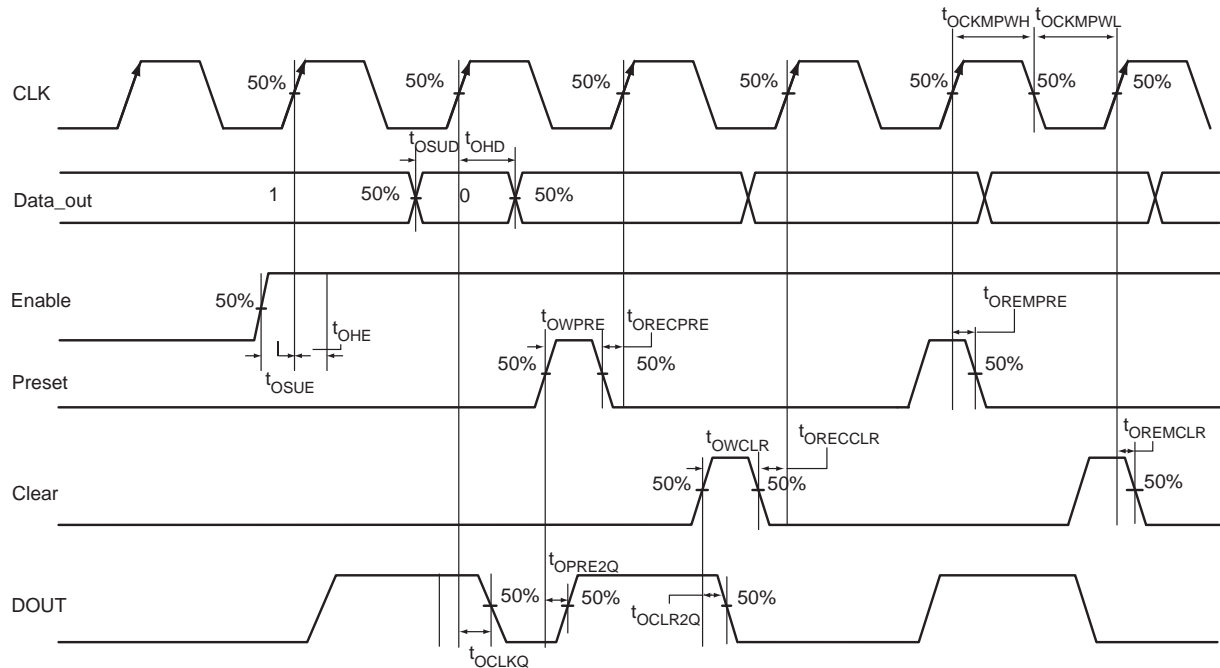 tOCKMPWH tOCKMPWL
CLK 50% 50% 50% 50% 50% 50% 50%
tOSUD tOHD
Data_out 1 50% 0 50%
Enable 50%
tOHE
tOSUE
tOWPRE tORECPRE tOREMPRE
Preset 50% 50% 50%
tOWCLR tORECCLR tOREMCLR
Clear 50% 50% 50%
tOPRE2Q
DOUT 50% 50% 50%
tOCLR2Q
tOCLKQ